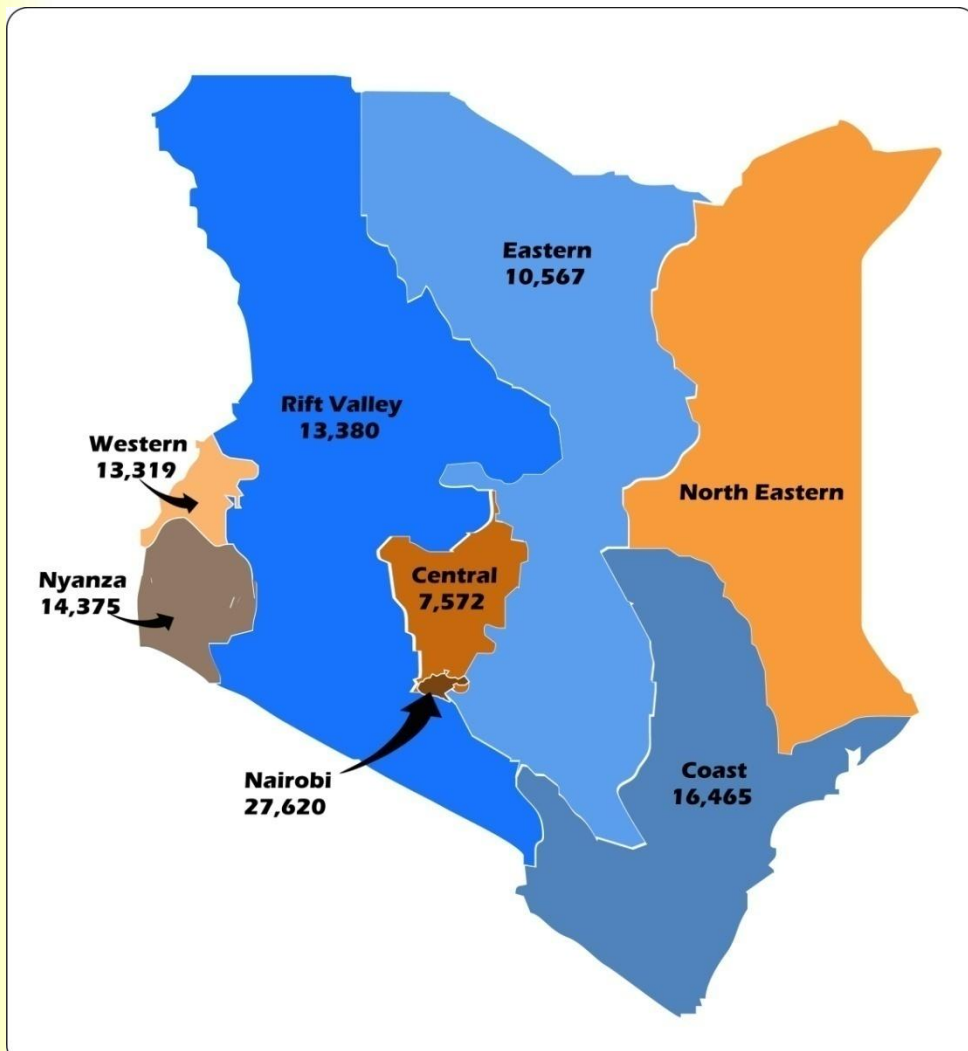 Eastern
10,567
Rift Valley
13,380
Western
13,319
North Eastern
Nyanza
14,375
Central
7,572
Nairobi
27,620
Coast
16,465